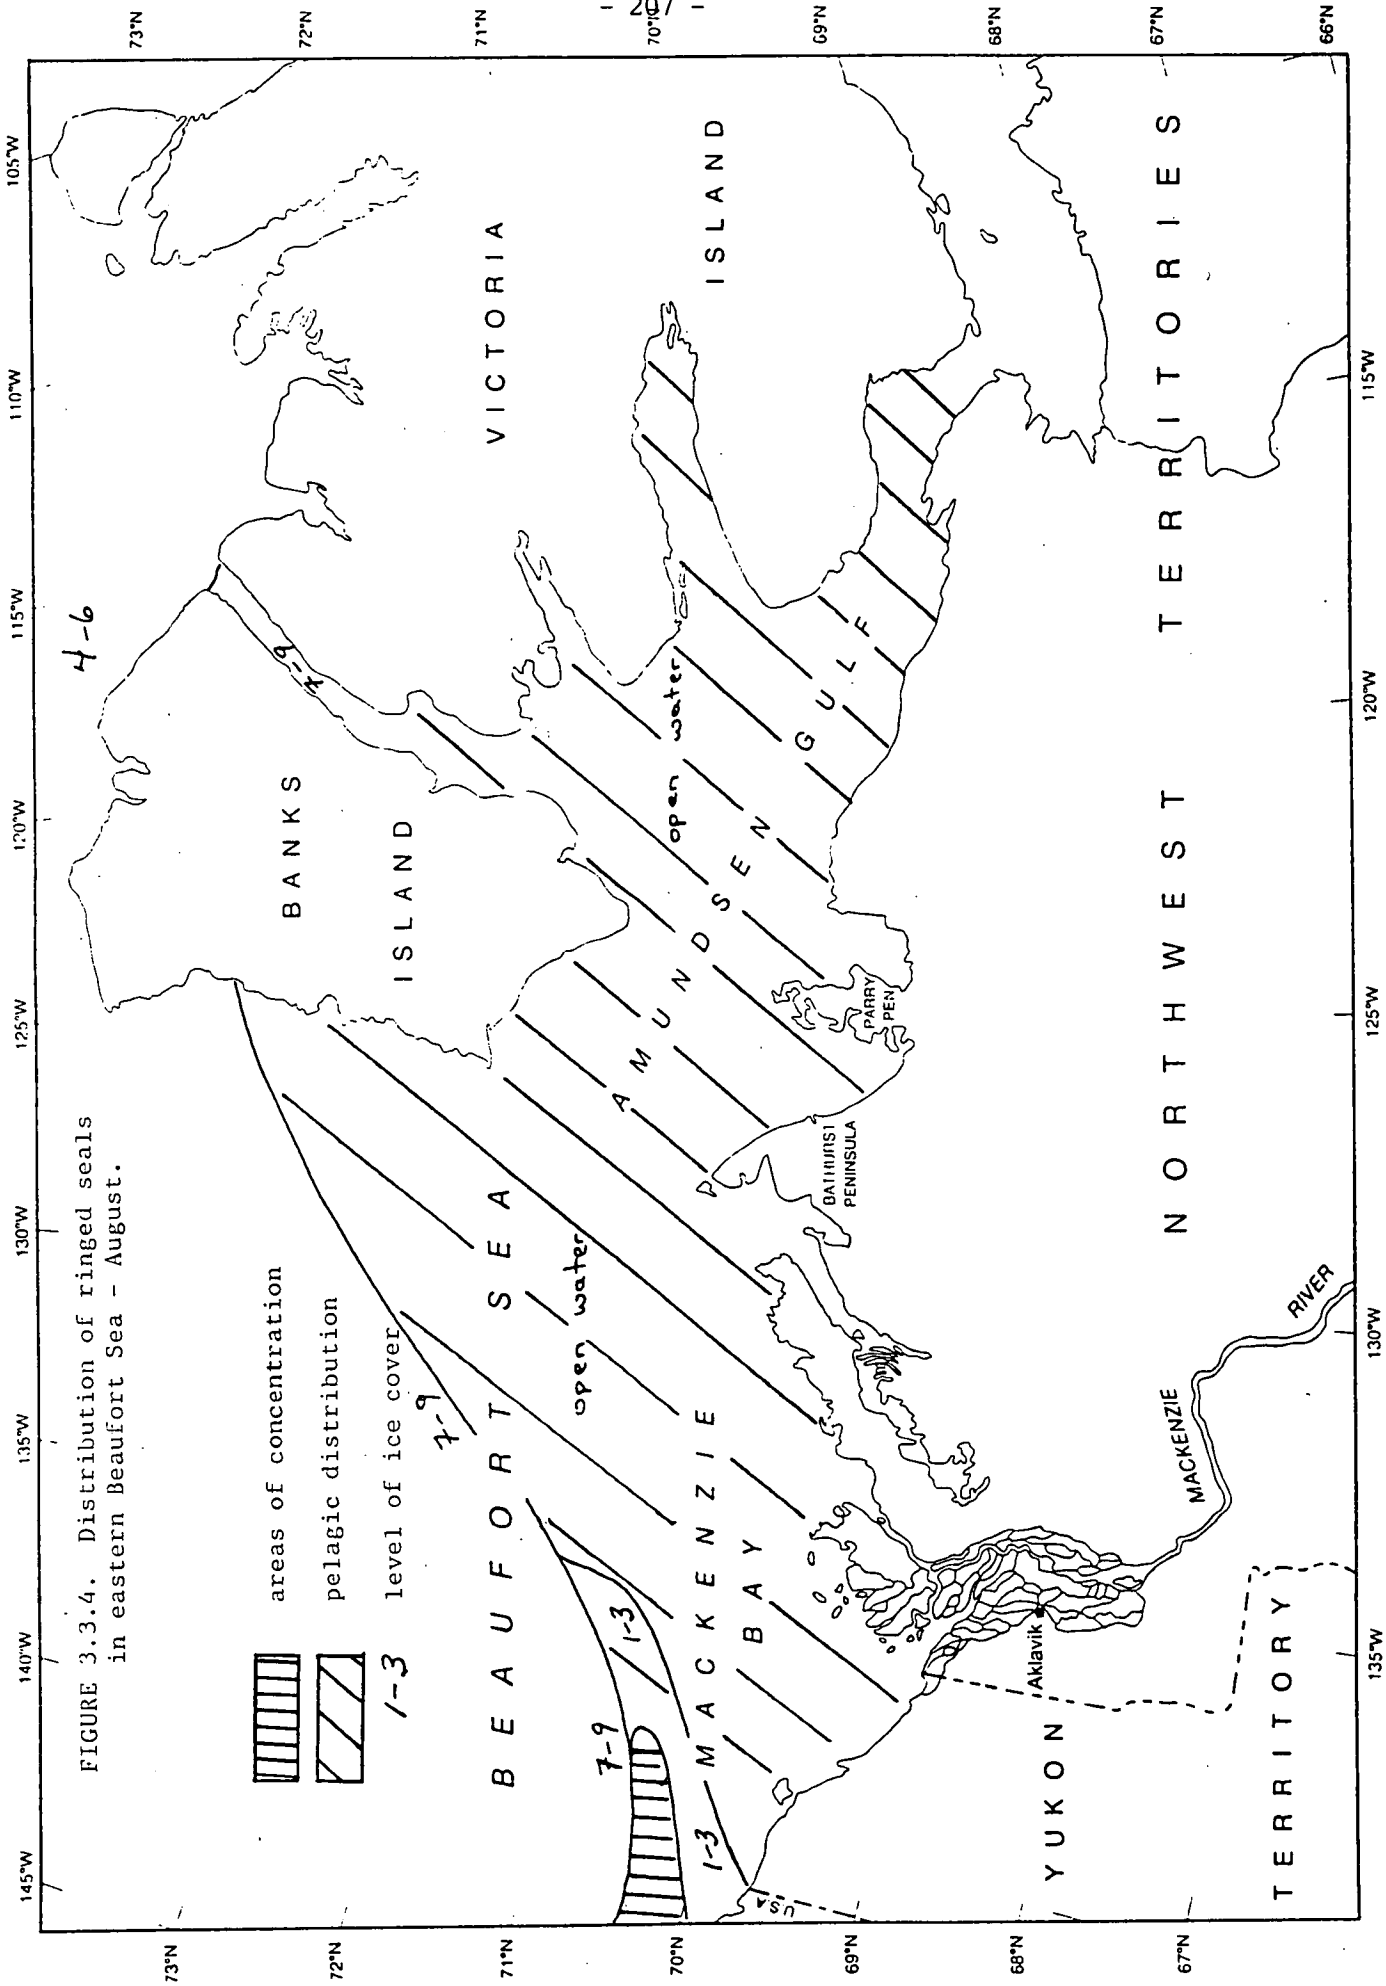 - 207 -
FIGURE 3.3.4. Distribution of ringed seals
in eastern Beaufort Sea - August.
areas of concentration
pelagic distribution
1-3 level of ice cover
145°W 140°W 135°W 130°W 125°W 120°W 115°W 110°W 105°W
73°N
72°N
71°N
70°N
69°N
68°N
67°N
73°N
72°N
71°N
70°N
69°N
68°N
67°N
66°N
4-6
7-9
BANKS
ISLAND
VICTORIA
ISLAND
BEAUFORT SEA
7-9
7-9
1-3
1-3
open water
open water
AMUNDSEN GULF
MACKENZIE
BAY
BATHURST
PENINSULA
PARRY
PEN
NORTHWEST TERRITORIES
MACKENZIE RIVER
Aklavik
USA
YUKON
TERRITORY
135°W 130°W 125°W 120°W 115°W